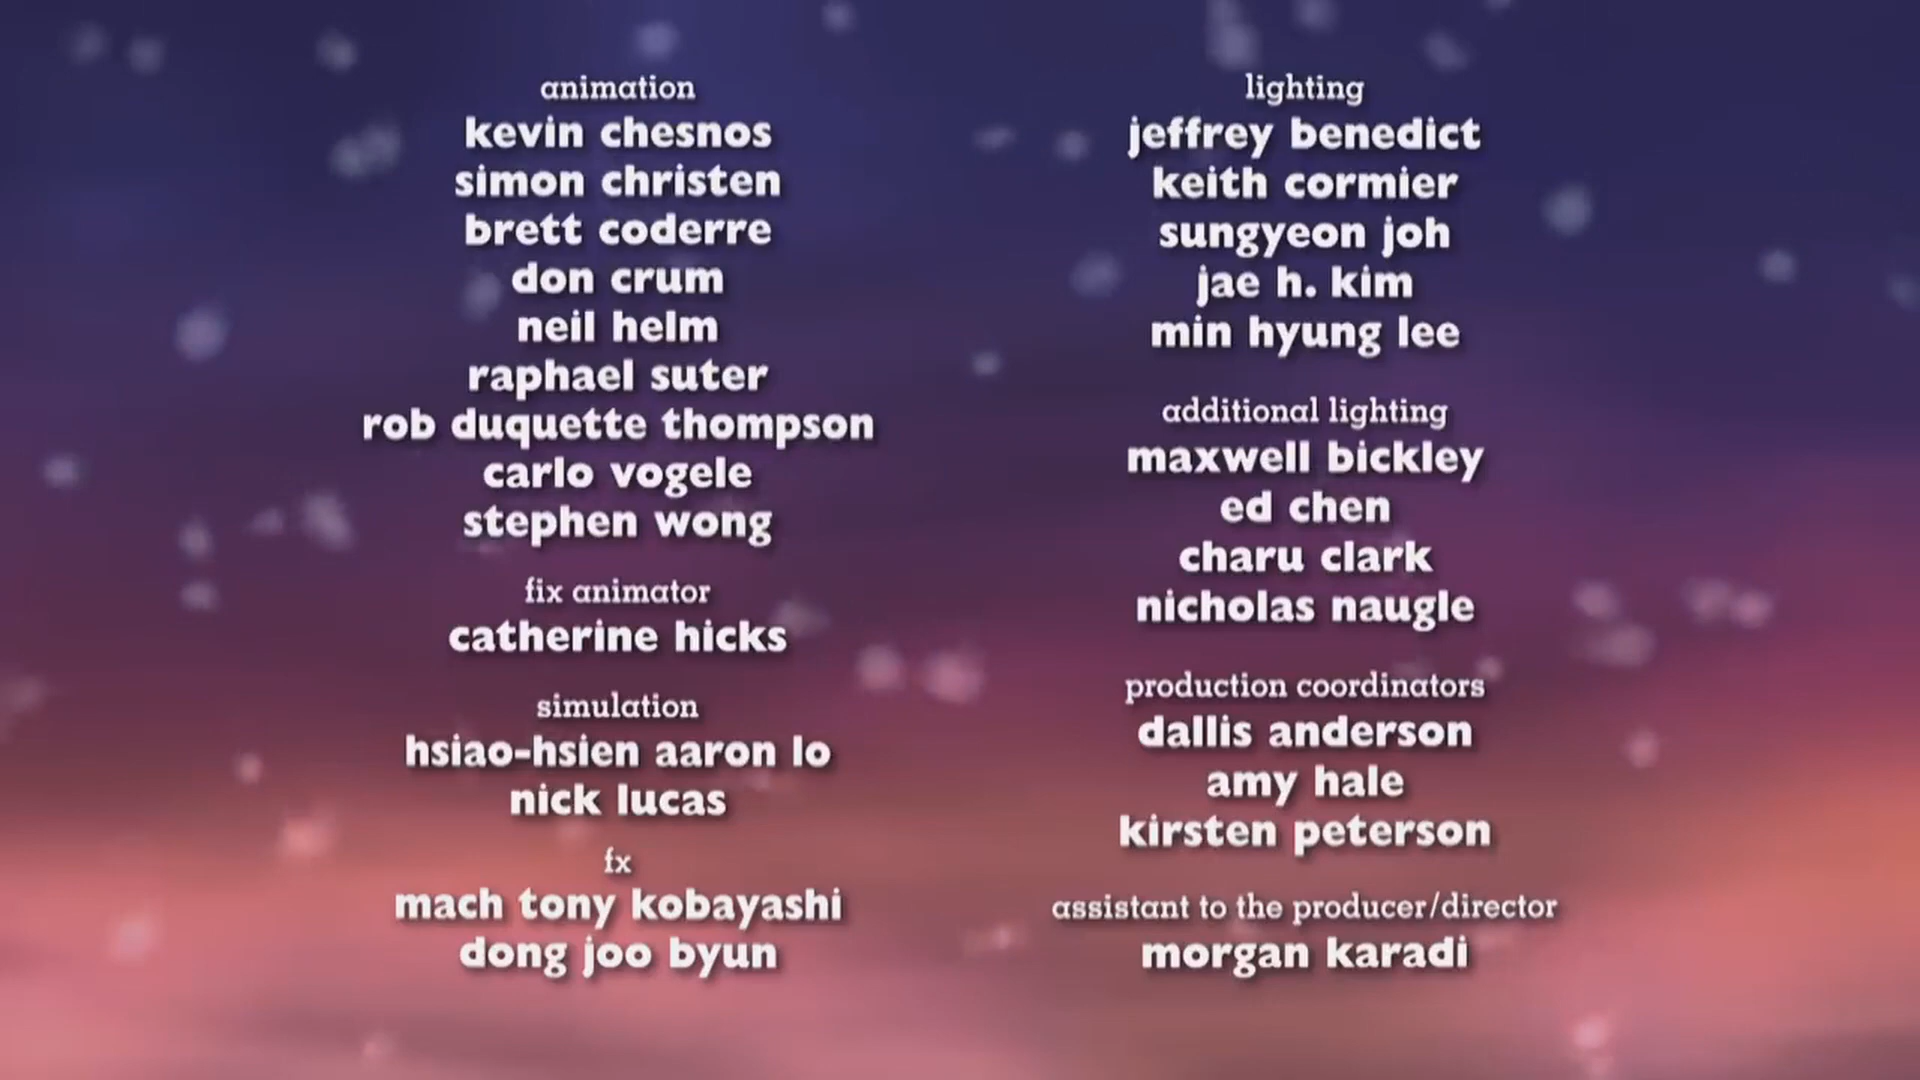 animation
kevin chesnos
simon christen
brett coderre
don crum
neil helm
raphael suter
rob duquette thompson
carlo vogele
stephen wong
fix animator
catherine hicks
simulation
hsiao-hsien aaron lo
nick lucas
fx
mach tony kobayashi
dong joo byun
lighting
jeffrey benedict
keith cormier
sungyeon joh
jae h. kim
min hyung lee
additional lighting
maxwell bickley
ed chen
charu clark
nicholas naugle
production coordinators
dallis anderson
amy hale
kirsten peterson
assistant to the producer/director
morgan karadi